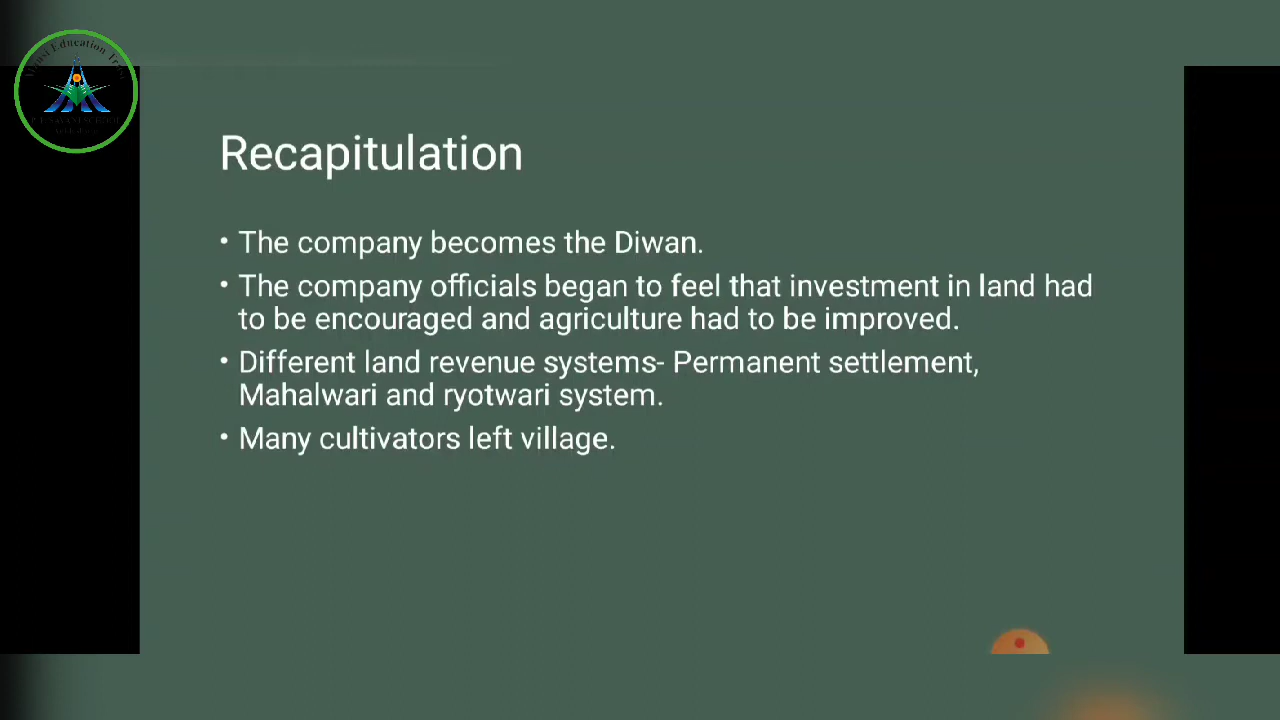 Education Trust
Recapitulation
• The company becomes the Diwan.
• The company officials began to feel that investment in land had
to be encouraged and agriculture had to be improved.
• Different land revenue systems- Permanent settlement,
Mahalwari and ryotwari system.
• Many cultivators left village.